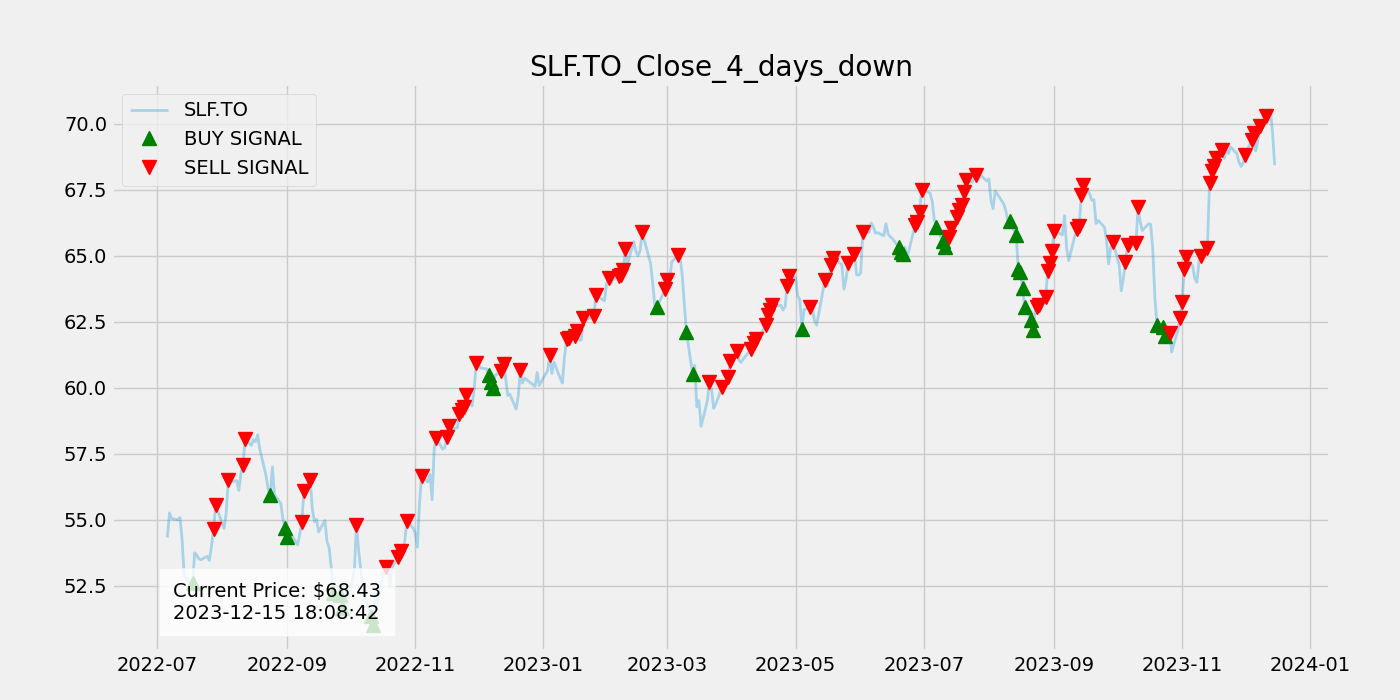 SLF.TO_Close_4_days_down
SLF.TO
BUY SIGNAL
SELL SIGNAL
70.0
67.5
65.0
62.5
60.0
57.5
55.0
52.5
Current Price: $68.43
2023-12-15 18:08:42
2022-07 2022-09 2022-11 2023-01 2023-03 2023-05 2023-07 2023-09 2023-11 2024-01